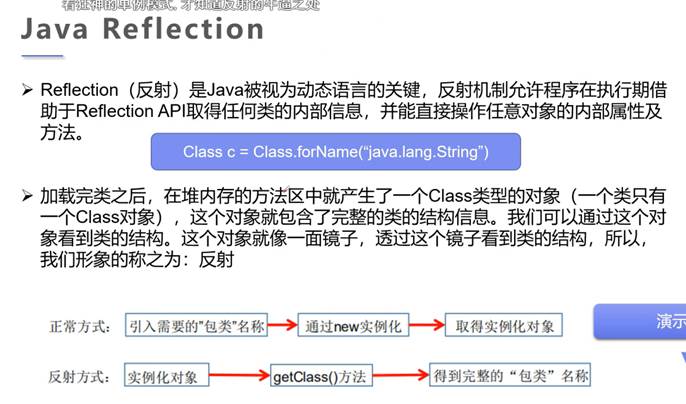 看狂神的单例模式, 才知道反射的牛逼之处
Java Reflection
➢ Reflection（反射）是Java被视为动态语言的关键，反射机制允许程序在执行期借
助于Reflection API取得任何类的内部信息，并能直接操作任意对象的内部属性及
方法。
Class c = Class.forName(“java.lang.String”)
➢ 加载完类之后，在堆内存的方法区中就产生了一个Class类型的对象（一个类只有
一个Class对象），这个对象就包含了完整的类的结构信息。我们可以通过这个对
象看到类的结构。这个对象就像一面镜子，透过这个镜子看到类的结构，所以，
我们形象的称之为：反射
正常方式： 引入需要的”包类”名称 通过new实例化 取得实例化对象
演示
反射方式： 实例化对象 getClass()方法 得到完整的“包类”名称